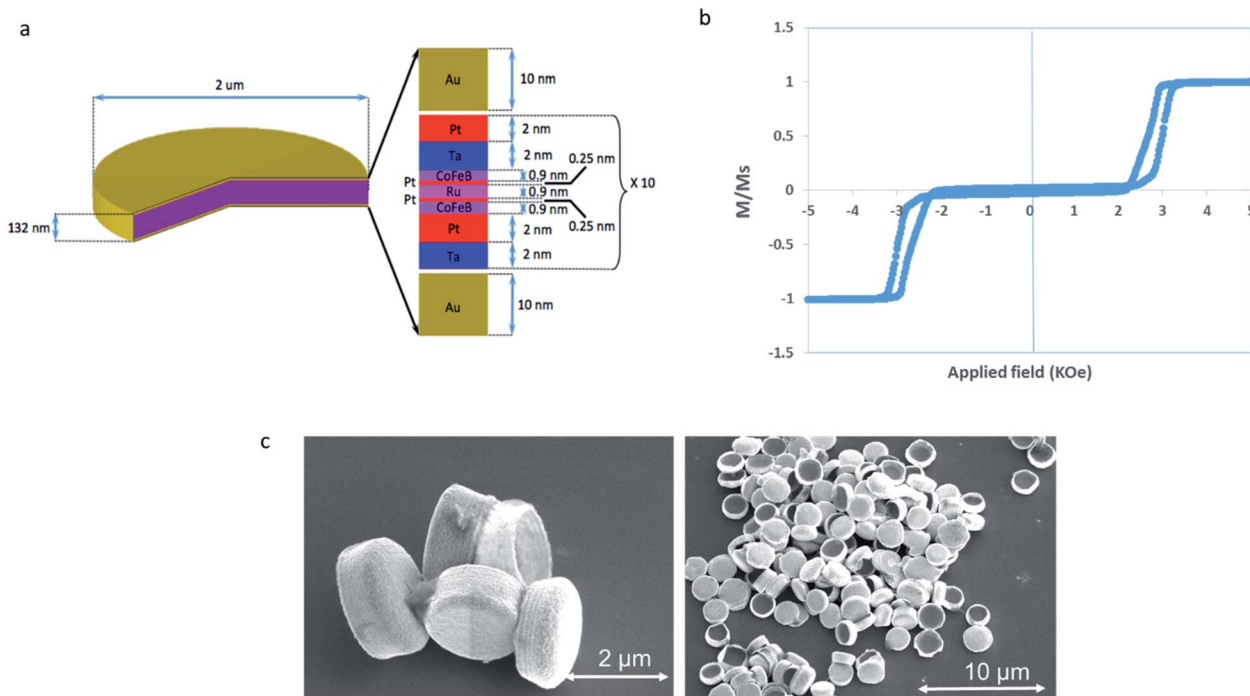 a
2 um
132 nm
Au
10 nm
Pt
2 nm
Ta
2 nm
CoFeB
0.9 nm
0.25 nm
Pt
Ru
0.9 nm
X 10
Pt
CoFeB
0.9 nm
0.25 nm
Pt
2 nm
Ta
2 nm
Au
10 nm
b
1.5
1
0.5
0
-0.5
-1
-1.5
M/Ms
-5 -4 -3 -2 -1 0 1 2 3 4 5
Applied field (KOe)
c
2 µm
10 µm